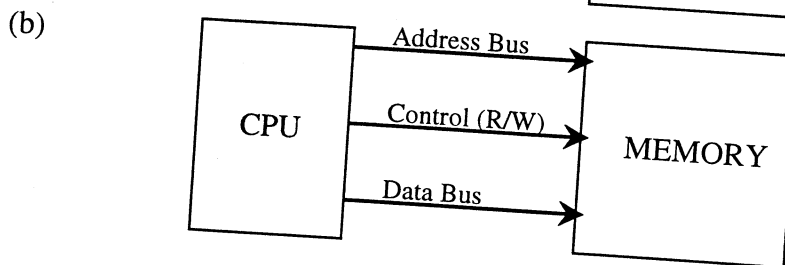 (b)
Address Bus
CPU
Control (R/W)
MEMORY
Data Bus